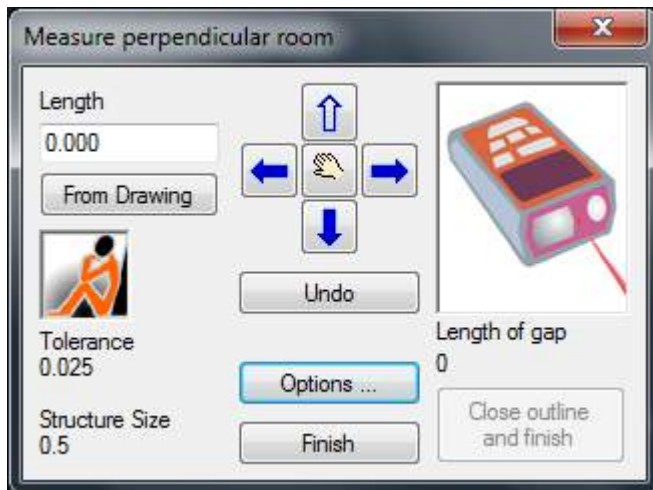 Measure perpendicular room
Length
0.000
From Drawing
Tolerance
0.025
Structure Size
0.5
Undo
Options ...
Finish
Length of gap
0
Close outline
and finish